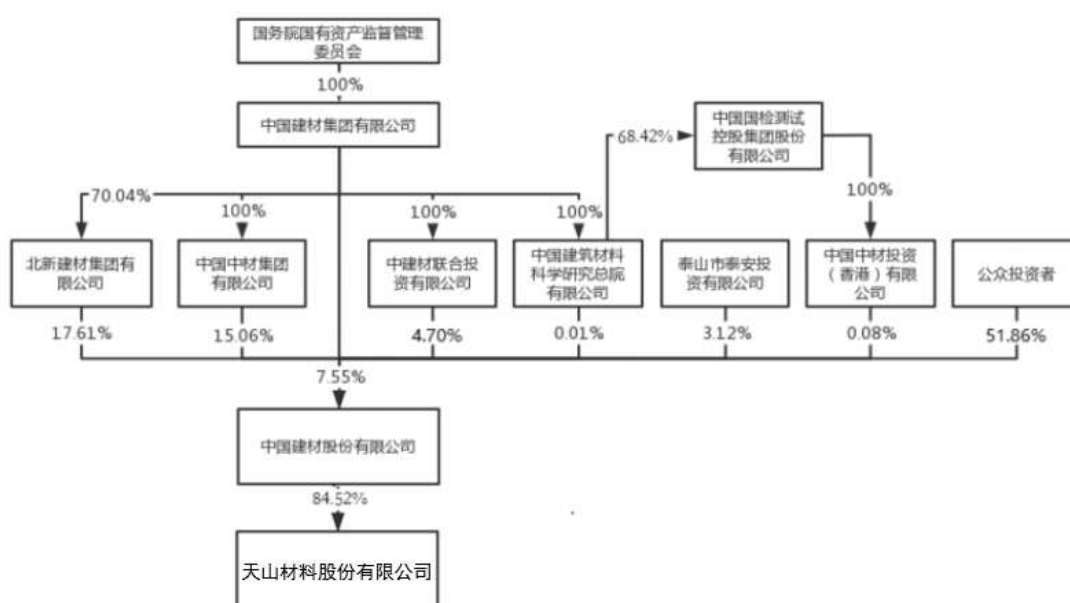 国务院国有资产监督管理
委员会
100%
中国建材集团有限公司
中国国检测试
控股集团股份
有限公司
68.42%
70.04%
100%
100%
100%
100%
北新建材集团有
限公司
中国中材集团
有限公司
中建材联合投
资有限公司
中国建筑材料
科学研究总院
有限公司
泰山市泰安投
资有限公司
中国中材投资
（香港）有限
公司
公众投资者
17.61%
15.06%
4.70%
0.01%
3.12%
0.08%
51.86%
7.55%
中国建材股份有限公司
84.52%
天山材料股份有限公司